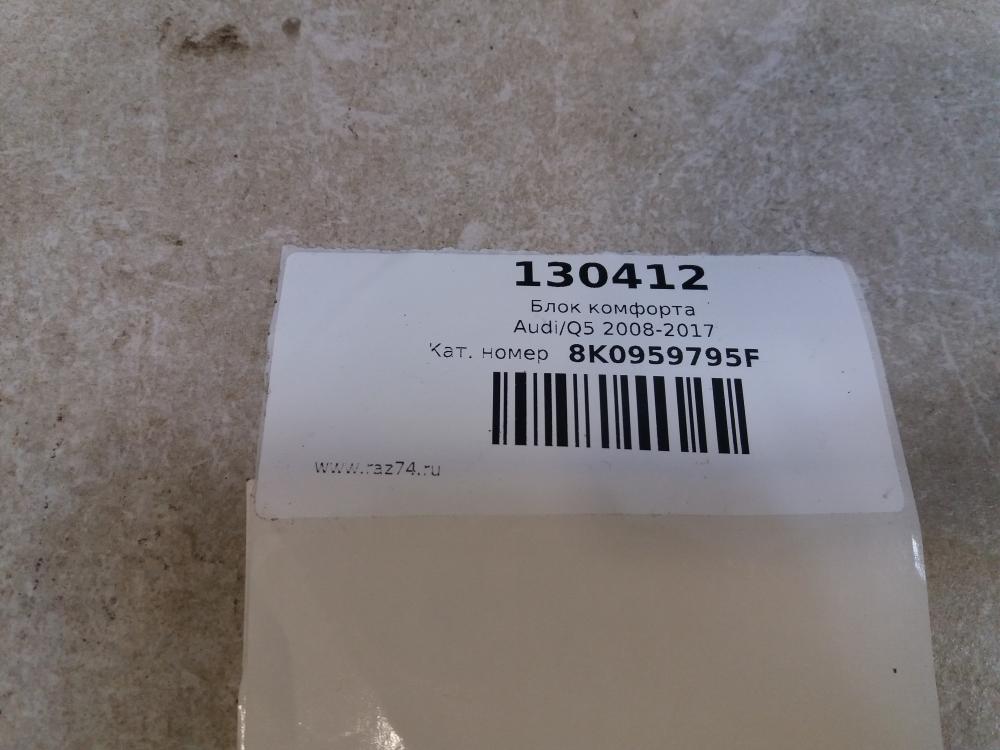 130412
Блок комфорта
Audi/Q5 2008-2017
Кат. номер 8K0959795F
www.raz74.ru